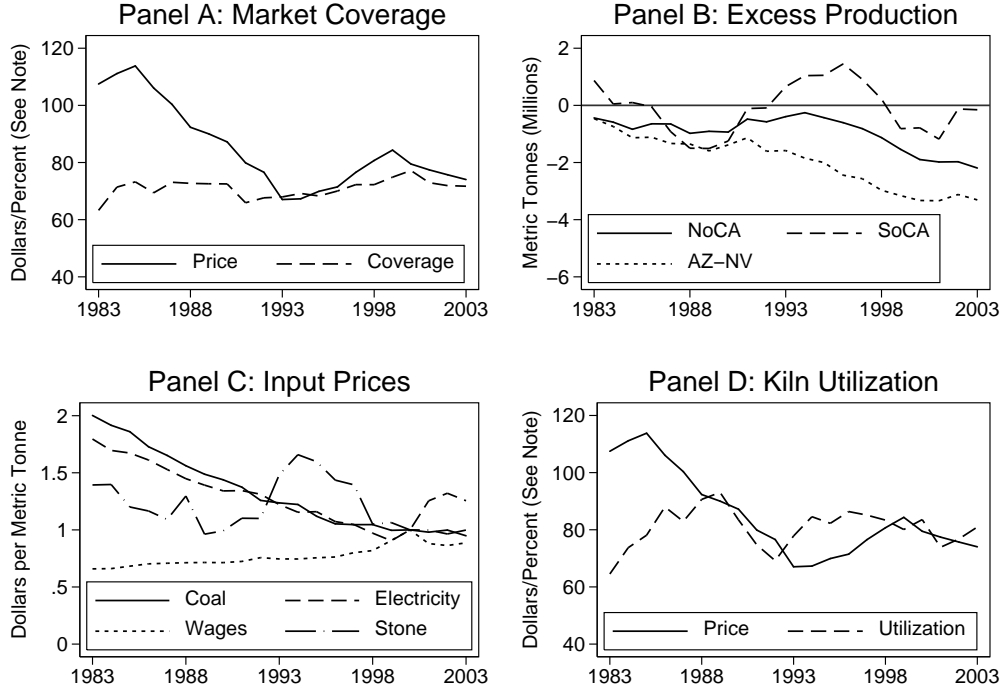 Panel A: Market Coverage
Dollars/Percent (See Note)
120
100
80
60
40
Price Coverage
1983 1988 1993 1998 2003
Panel B: Excess Production
Metric Tonnes (Millions)
2
0
−2
−4
−6
NoCA SoCA
AZ−NV
1983 1988 1993 1998 2003
Panel C: Input Prices
Dollars per Metric Tonne
2
1.5
1
.5
0
Coal Electricity
Wages Stone
1983 1988 1993 1998 2003
Panel D: Kiln Utilization
Dollars/Percent (See Note)
120
100
80
60
40
Price Utilization
1983 1988 1993 1998 2003